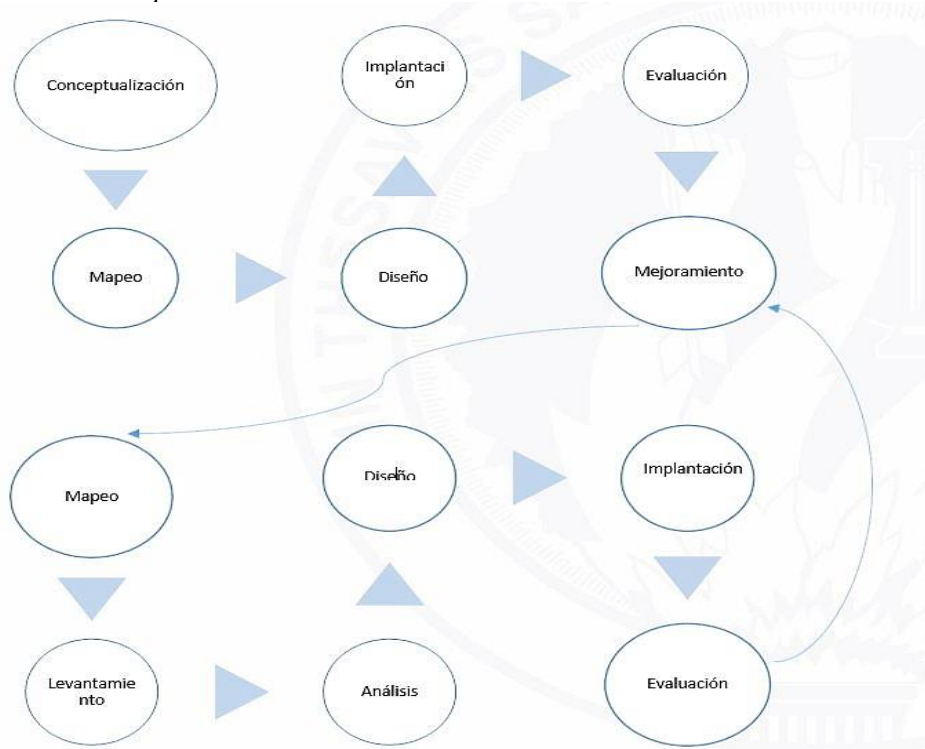 Conceptualización
Implantaci
ón
Evaluación
Mapeo
Diseño
Mejoramiento
Mapeo
Diseño
Implantación
Levantamie
nto
Análisis
Evaluación